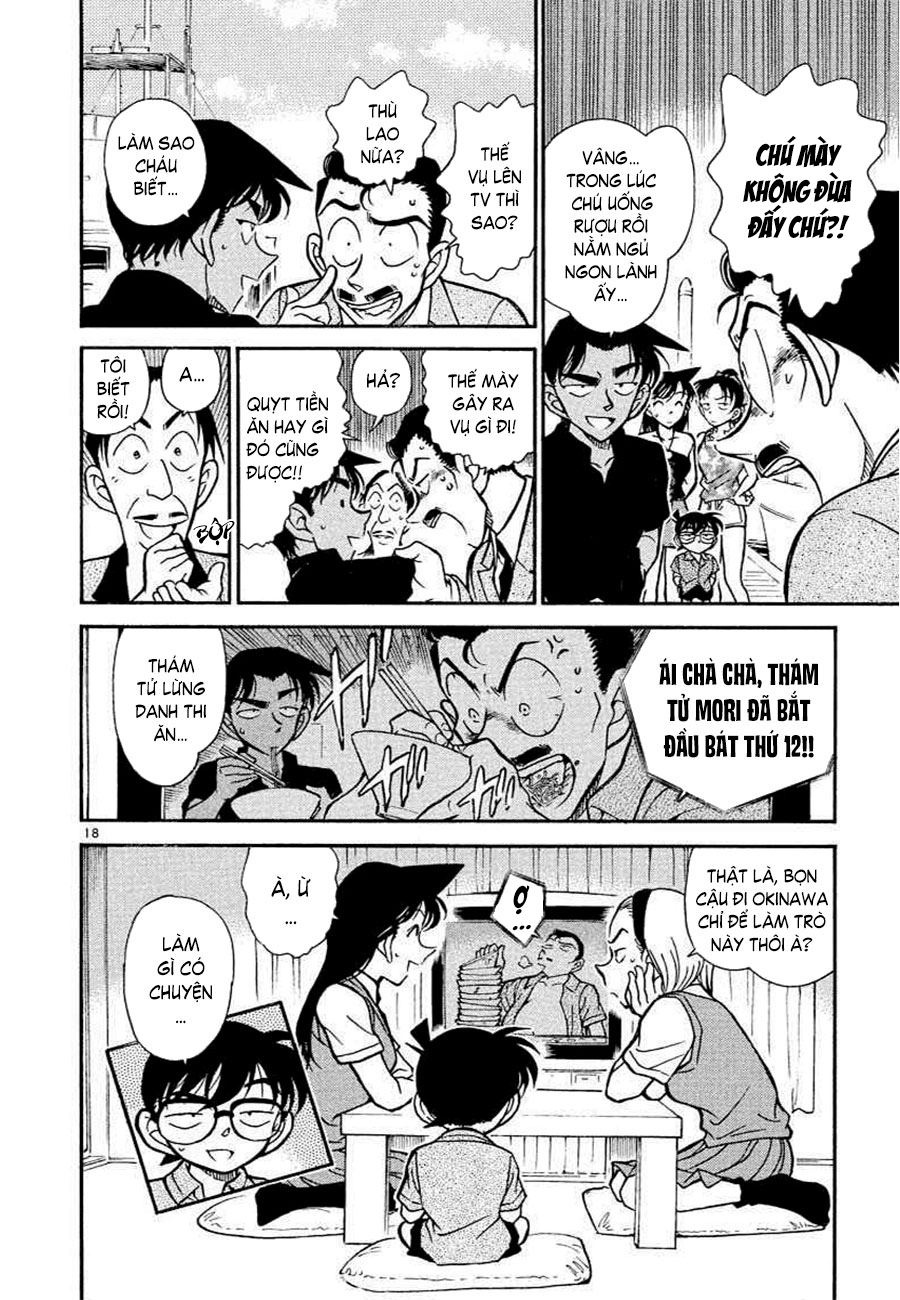 CHÚ MÀY
KHÔNG ĐÙA
ĐẤY CHỨ?!
VÂNG...
TRONG LÚC
CHÚ UỐNG
RƯỢU RỒI
NẰM NGỦ
NGON LÀNH
ẤY...
THẾ
VỤ LÊN
TV THÌ
SAO?
THÙ
LAO
NỮA?
LÀM SAO
CHÁU
BIẾT...
THẾ MÀY
GÂY RA
VỤ GÌ ĐI!
HẢ?
QUỴT TIỀN
ĂN HAY GÌ
ĐÓ CŨNG
ĐƯỢC!!
A...
TÔI
BIẾT
RỒI!
BỘP
ÁI CHÀ CHÀ, THÁM
TỬ MORI ĐÃ BẮT
ĐẦU BÁT THỨ 12!!
ガツ
ガツ
THÁM
TỬ LỪNG
DANH THI
ĂN...
18
THẬT LÀ, BỌN
CẬU ĐI OKINAWA
CHỈ ĐỂ LÀM TRÒ
NÀY THÔI À?
Ợ
...
À, Ừ
...
LÀM
GÌ CÓ
CHUYỆN
...